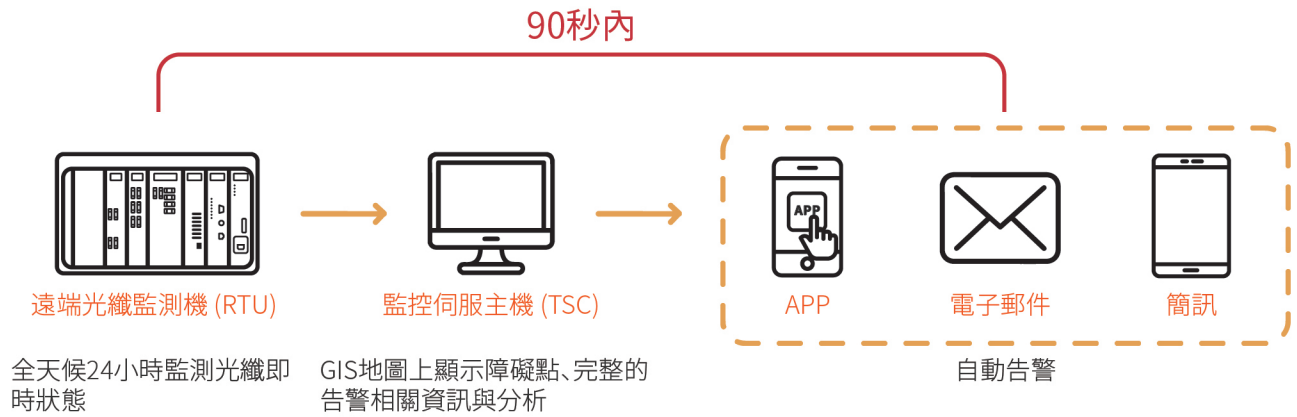 90秒內
APP
遠端光纖監測機 (RTU)
監控伺服主機 (TSC)
APP
電子郵件
簡訊
全天候24小時監測光纖即
時狀態
GIS地圖上顯示障礙點、完整的
告警相關資訊與分析
自動告警